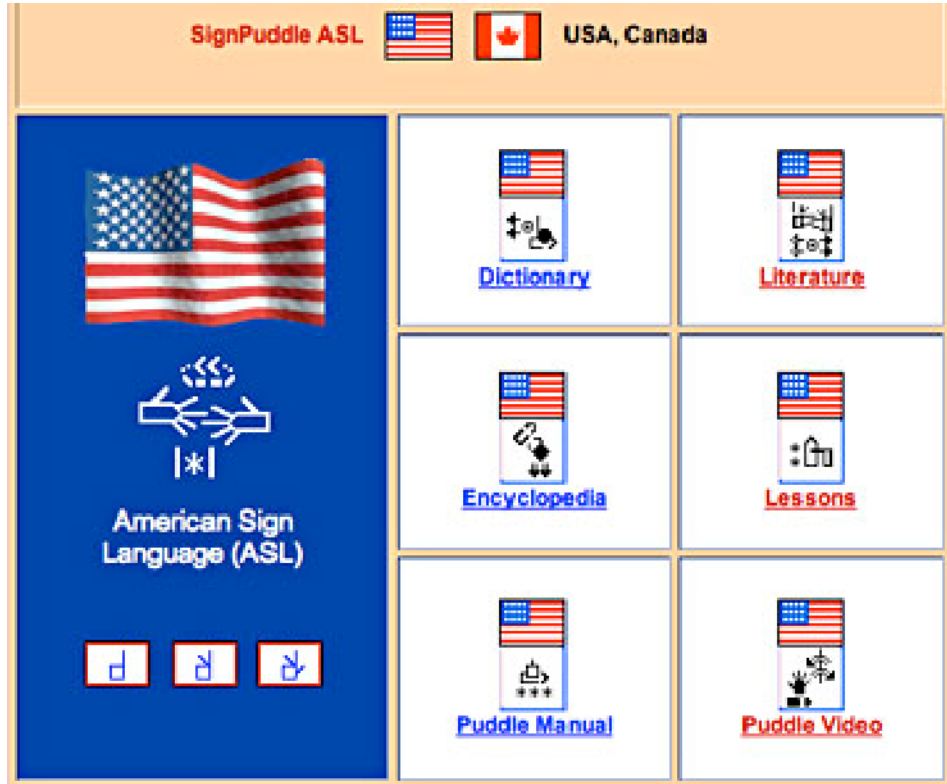 SignPuddle ASL USA, Canada
American Sign
Language (ASL)
Dictionary
Literature
Encyclopedia
Lessons
Puddle Manual
Puddle Video